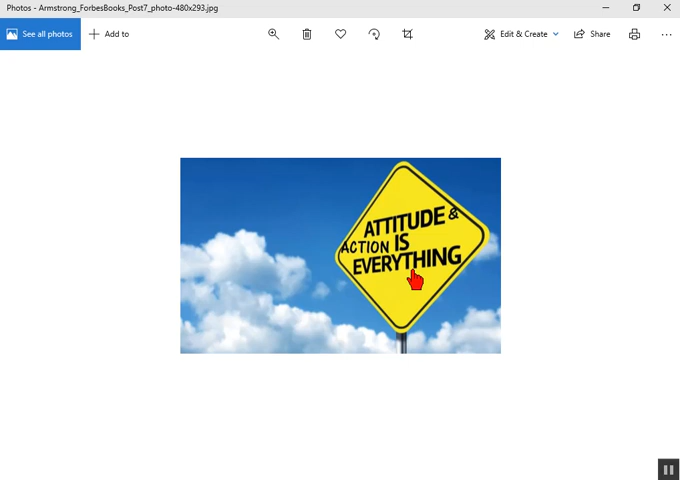 Photos - Armstrong_ForbesBooks_Post7_photo-480x293.jpg
See all photos
Add to
Edit & Create
Share
ATTITUDE &
ACTION IS
EVERYTHING